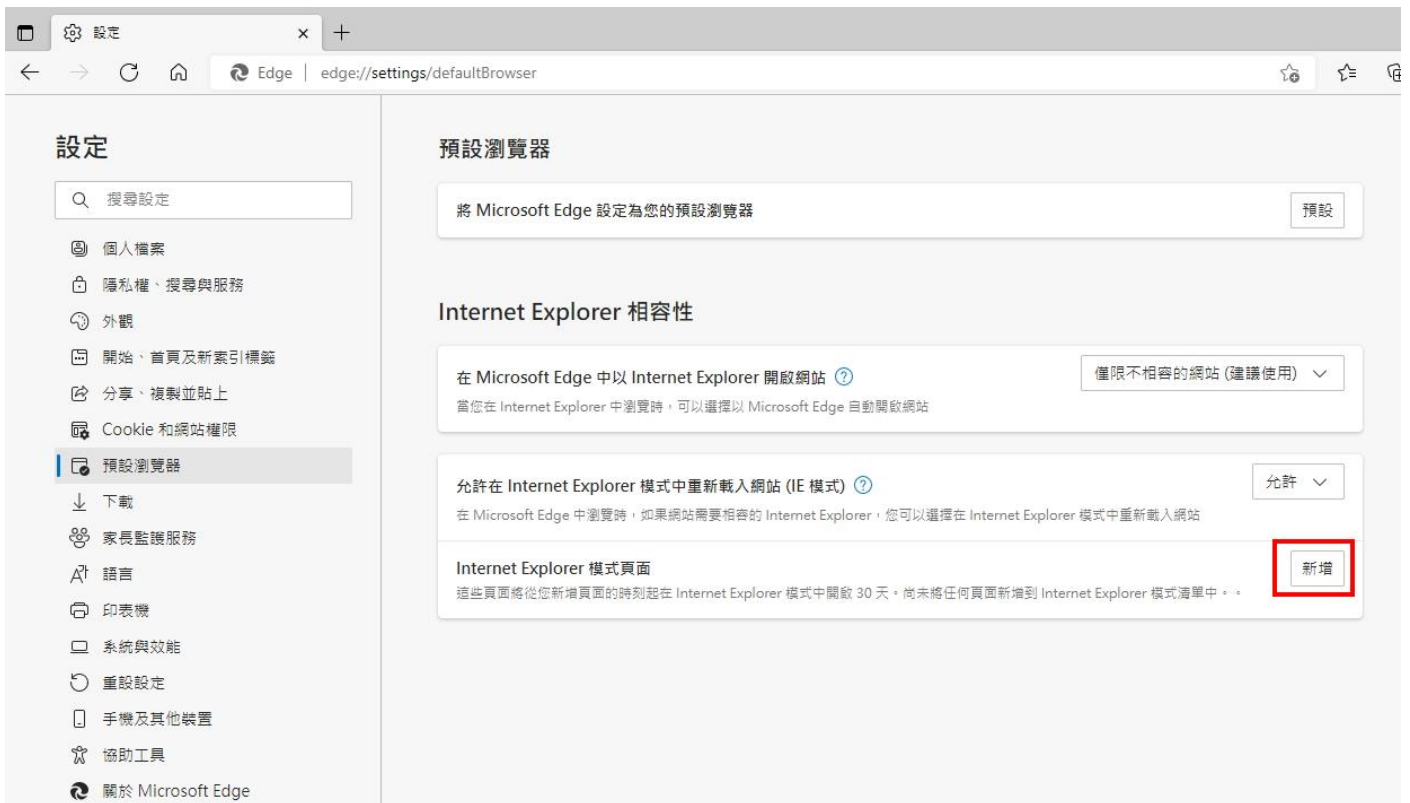 設定
Edge | edge://settings/defaultBrowser
設定
搜尋設定
個人檔案
隱私權、搜尋與服務
外觀
開始、首頁及新索引標籤
分享、複製並貼上
Cookie 和網站權限
預設瀏覽器
下載
家長監護服務
語言
印表機
系統與效能
重設設定
手機及其他裝置
協助工具
關於 Microsoft Edge
預設瀏覽器
將 Microsoft Edge 設定為您的預設瀏覽器
預設
Internet Explorer 相容性
在 Microsoft Edge 中以 Internet Explorer 開啟網站
僅限不相容的網站 (建議使用)
當您在 Internet Explorer 中瀏覽時，可以選擇以 Microsoft Edge 自動開啟網站
允許在 Internet Explorer 模式中重新載入網站 (IE 模式)
允許
在 Microsoft Edge 中瀏覽時，如果網站需要相容的 Internet Explorer，您可以選擇在 Internet Explorer 模式中重新載入網站
Internet Explorer 模式頁面
新增
這些頁面將從您新增頁面的時刻起在 Internet Explorer 模式中開啟 30 天。尚未將任何頁面新增到 Internet Explorer 模式清單中。。